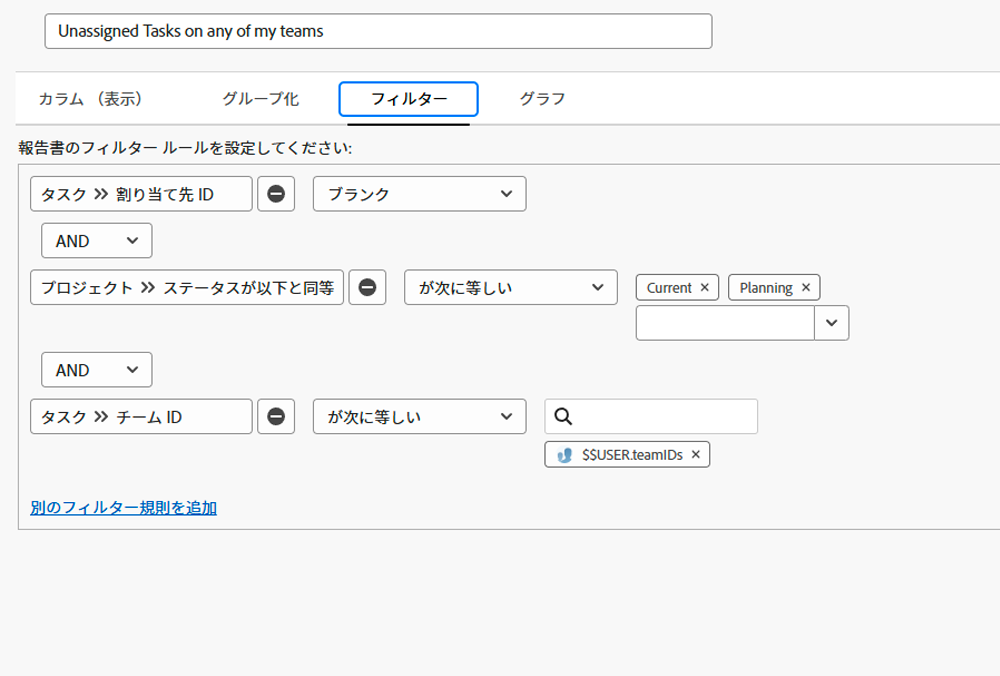 Unassigned Tasks on any of my teams
カラム （表示） グループ化 フィルター グラフ
報告書のフィルター ルールを設定してください:
タスク >> 割り当て先 ID ブランク
AND
プロジェクト >> ステータスが以下と同等 が次に等しい Current × Planning ×
AND
タスク >> チーム ID が次に等しい
$$USER.teamIDs ×
別のフィルター規則を追加